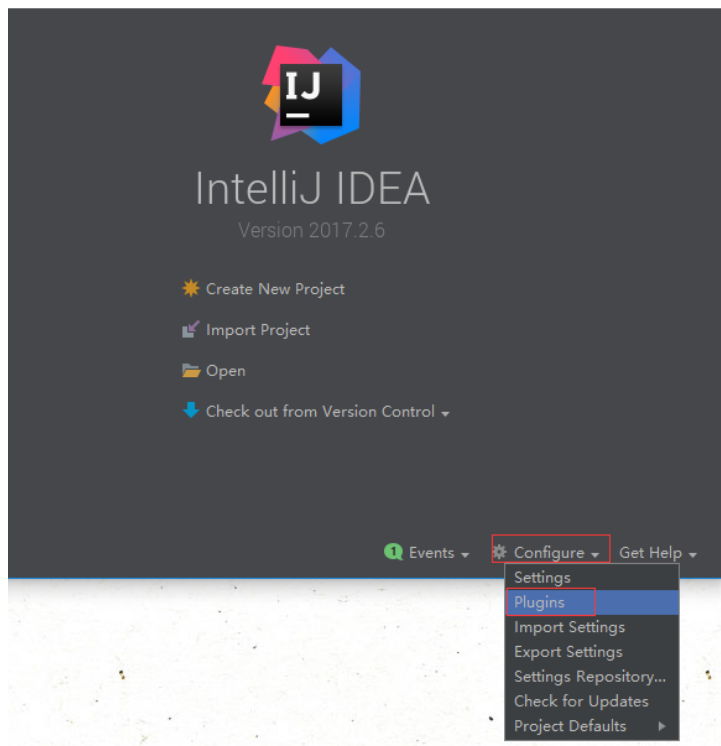 IJ
IntelliJ IDEA
Version 2017.2.6
Create New Project
Import Project
Open
Check out from Version Control
1 Events Configure Get Help
Settings
Plugins
Import Settings
Export Settings
Settings Repository...
Check for Updates
Project Defaults